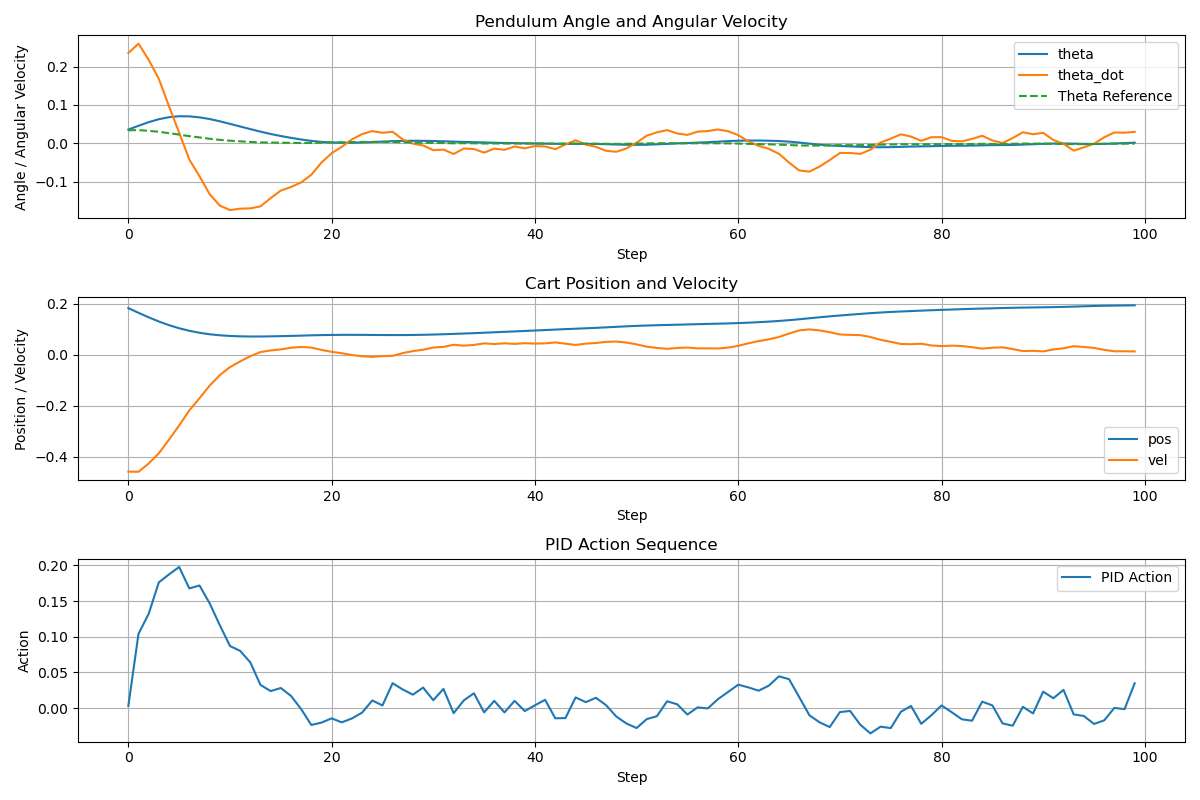 Pendulum Angle and Angular Velocity
Angle / Angular Velocity
0.2
0.1
0.0
−0.1
theta
theta_dot
Theta Reference
0 20 40 60 80 100
Step
Cart Position and Velocity
Position / Velocity
0.2
0.0
−0.2
−0.4
pos
vel
0 20 40 60 80 100
Step
PID Action Sequence
Action
0.20
0.15
0.10
0.05
0.00
PID Action
0 20 40 60 80 100
Step